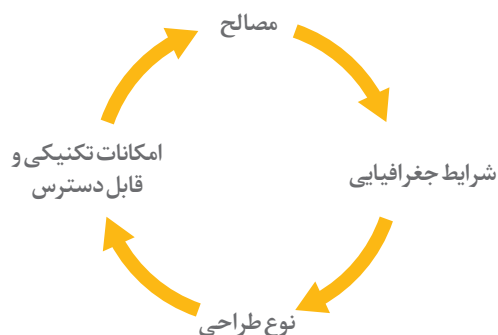 مصالح
شرایط جغرافیایی
نوع طراحی
امکانات تکنیکی و
قابل دسترس